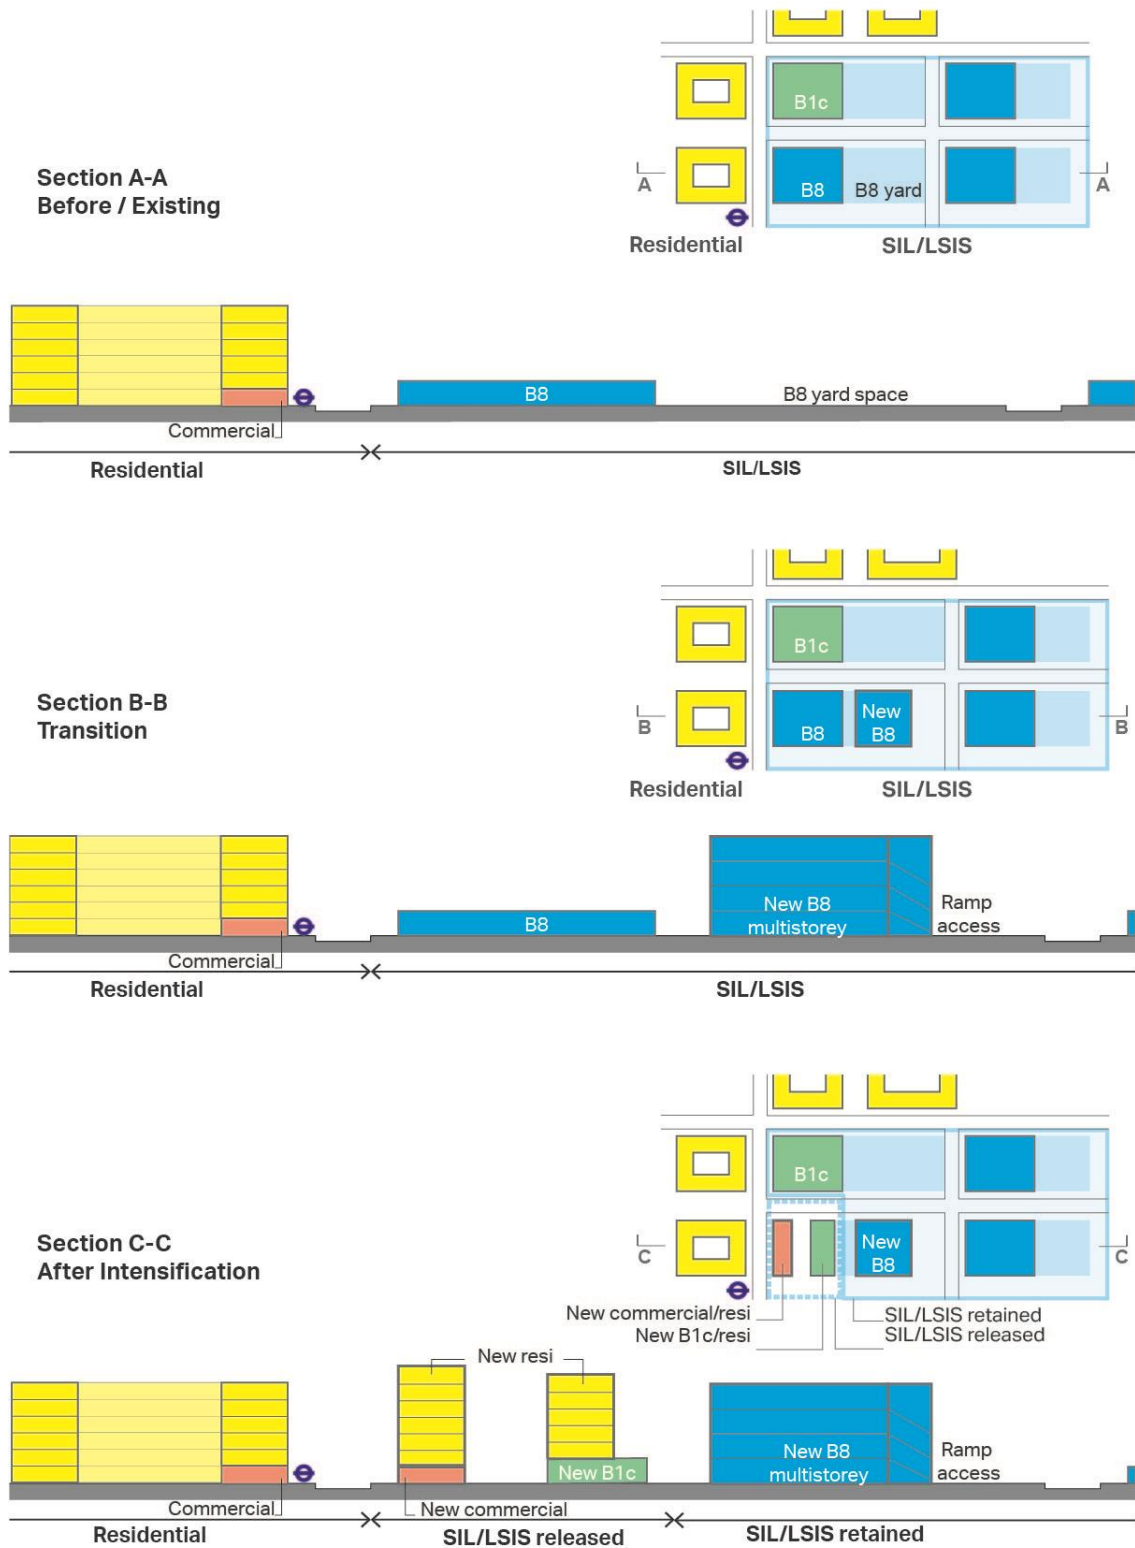 Section A-A
Before / Existing
B1c
A
B8
B8 yard
A
Residential
SIL/LSIS
B8
B8 yard space
Commercial
Residential
SIL/LSIS
Section B-B
Transition
B1c
B
B8
New
B8
B
Residential
SIL/LSIS
B8
New B8
multistorey
Ramp
access
Commercial
Residential
SIL/LSIS
Section C-C
After Intensification
B1c
C
New
B8
C
New commercial/resi
New B1c/resi
SIL/LSIS retained
SIL/LSIS released
New resi
New B1c
New B8
multistorey
Ramp
access
Commercial
New commercial
Residential
SIL/LSIS released
SIL/LSIS retained